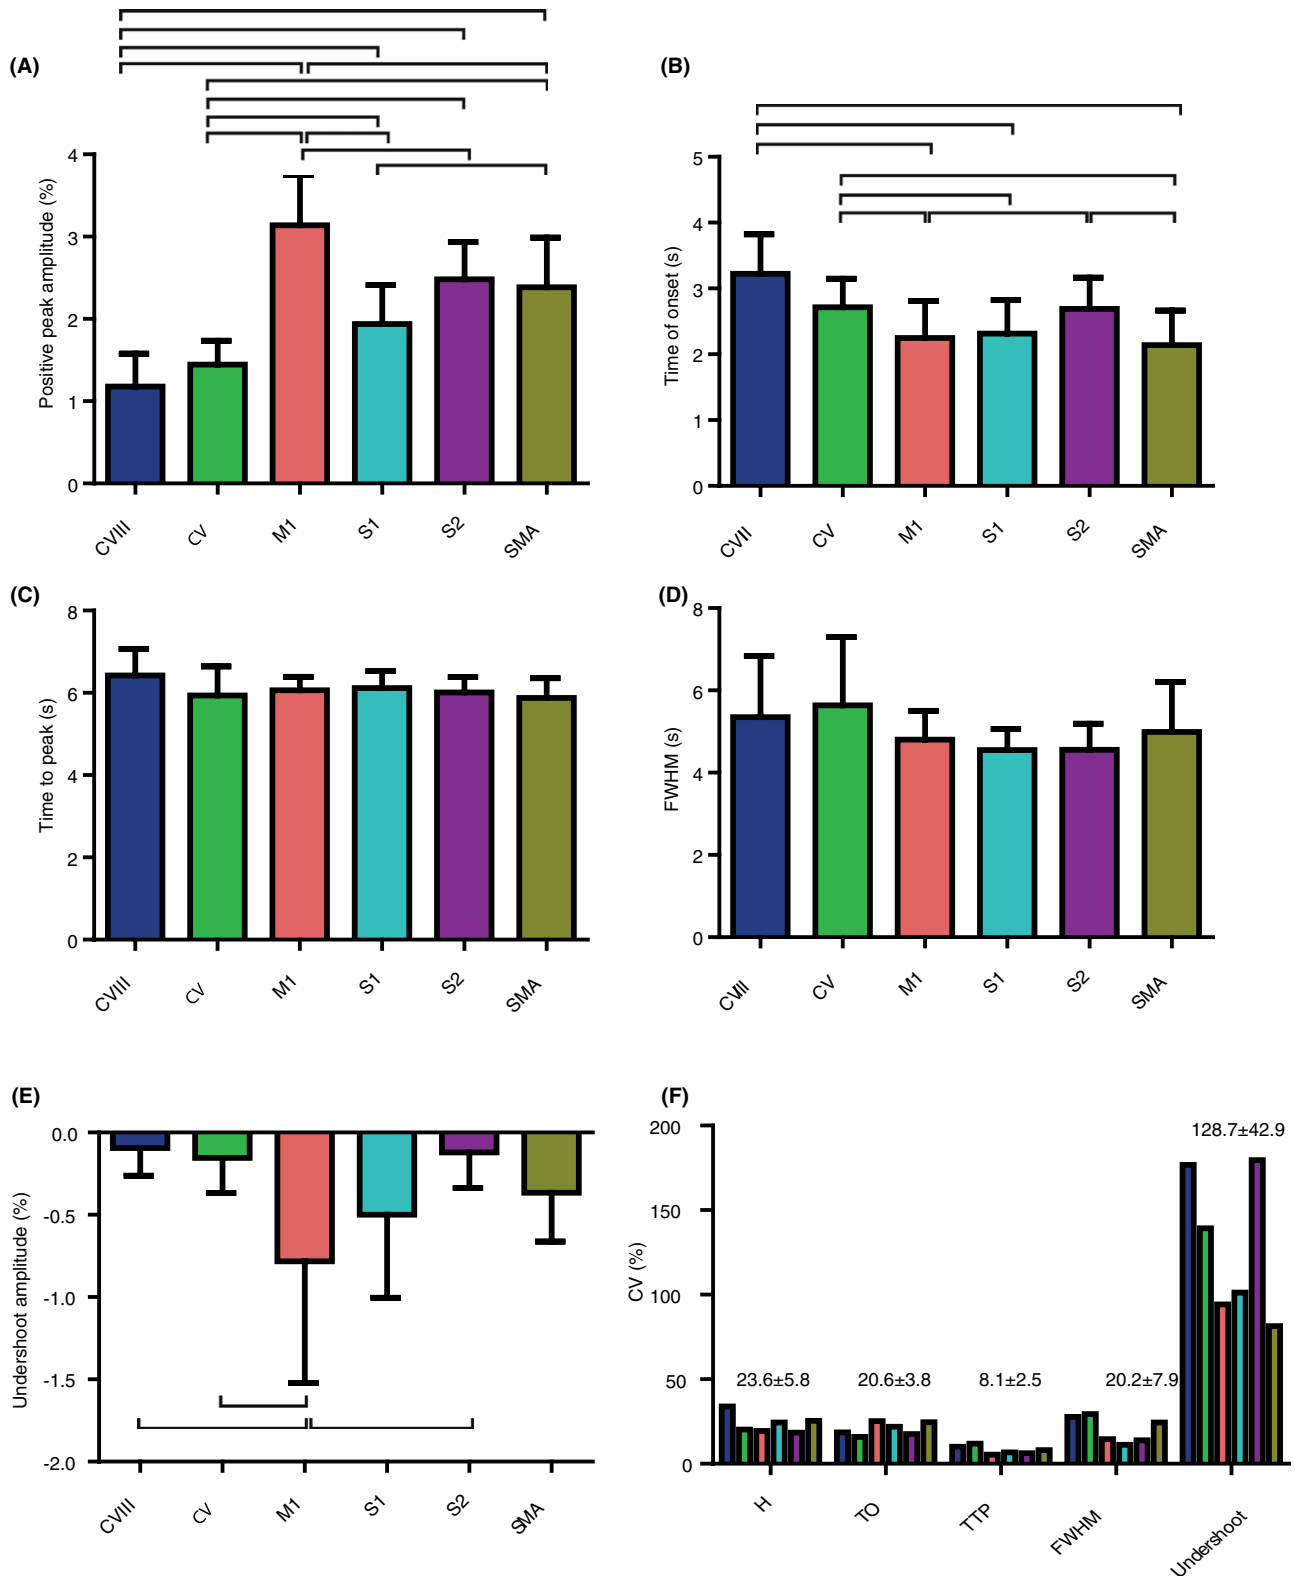 (A)
Positive peak amplitude (%)
4
3
2
1
0
CVIII
CV
M1
S1
S2
SMA
(B)
Time of onset (s)
5
4
3
2
1
0
CVII
CV
M1
S1
S2
SMA
(C)
Time to peak (s)
8
6
4
2
0
CVIII
CV
M1
S1
S2
SMA
(D)
FWHM (s)
8
6
4
2
0
CVIII
CV
M1
S1
S2
SMA
(E)
Undershoot amplitude (%)
0.0
-0.5
-1.0
-1.5
-2.0
CVIII
CV
M1
S1
S2
SMA
(F)
CV (%)
200
150
100
50
0
128.7±42.9
23.6±5.8
20.6±3.8
8.1±2.5
20.2±7.9
H
TO
TTP
FWHM
Undershoot